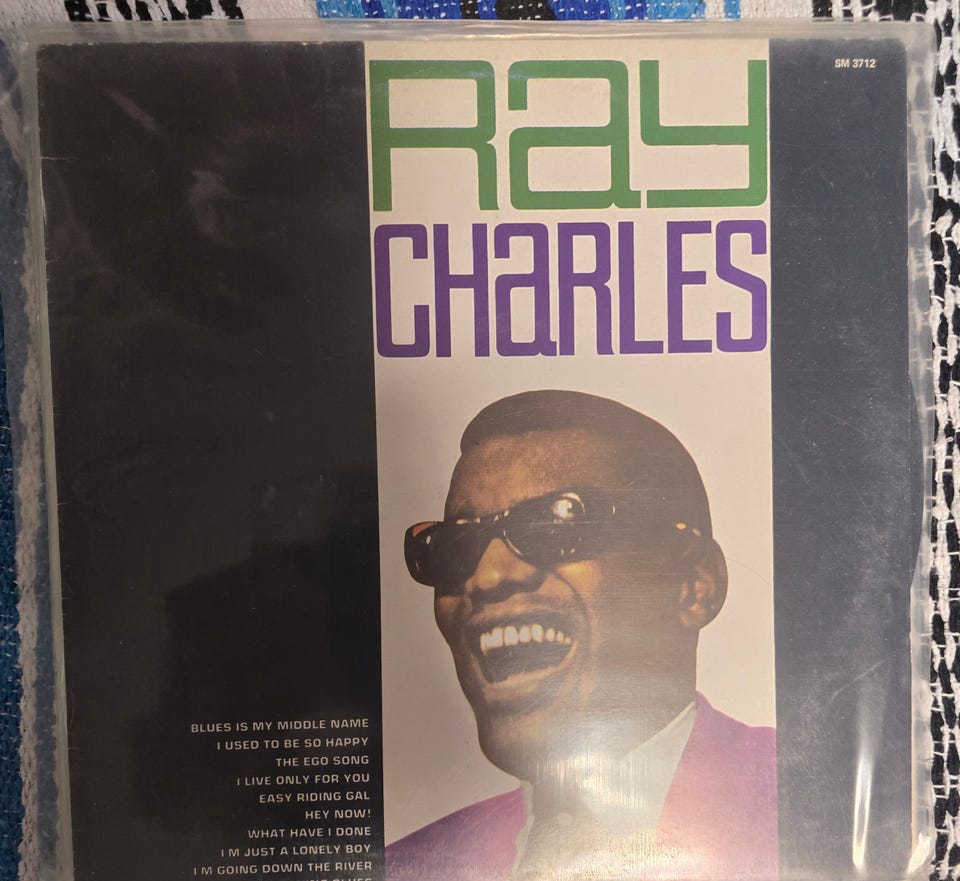 Ray
CHaRLES
SM 3712
BLUES IS MY MIDDLE NAME
I USED TO BE SO HAPPY
THE EGO SONG
I LIVE ONLY FOR YOU
EASY RIDING GAL
HEY NOW!
WHAT HAVE I DONE
I M JUST A LONELY BOY
I M GOING DOWN THE RIVER
BLUES